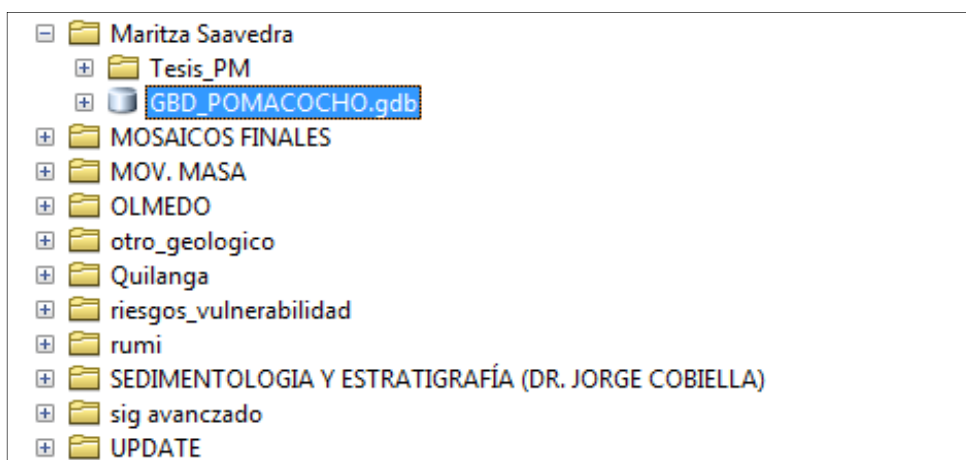 Maritza Saavedra
Tesis_PM
GBD_POMACOCHO.gdb
MOSAICOS FINALES
MOV. MASA
OLMEDO
otro_geologico
Quilanga
riesgos_vulnerabilidad
rumi
SEDIMENTOLOGIA Y ESTRATIGRAFÍA (DR. JORGE COBIELLA)
sig avanczado
UPDATE